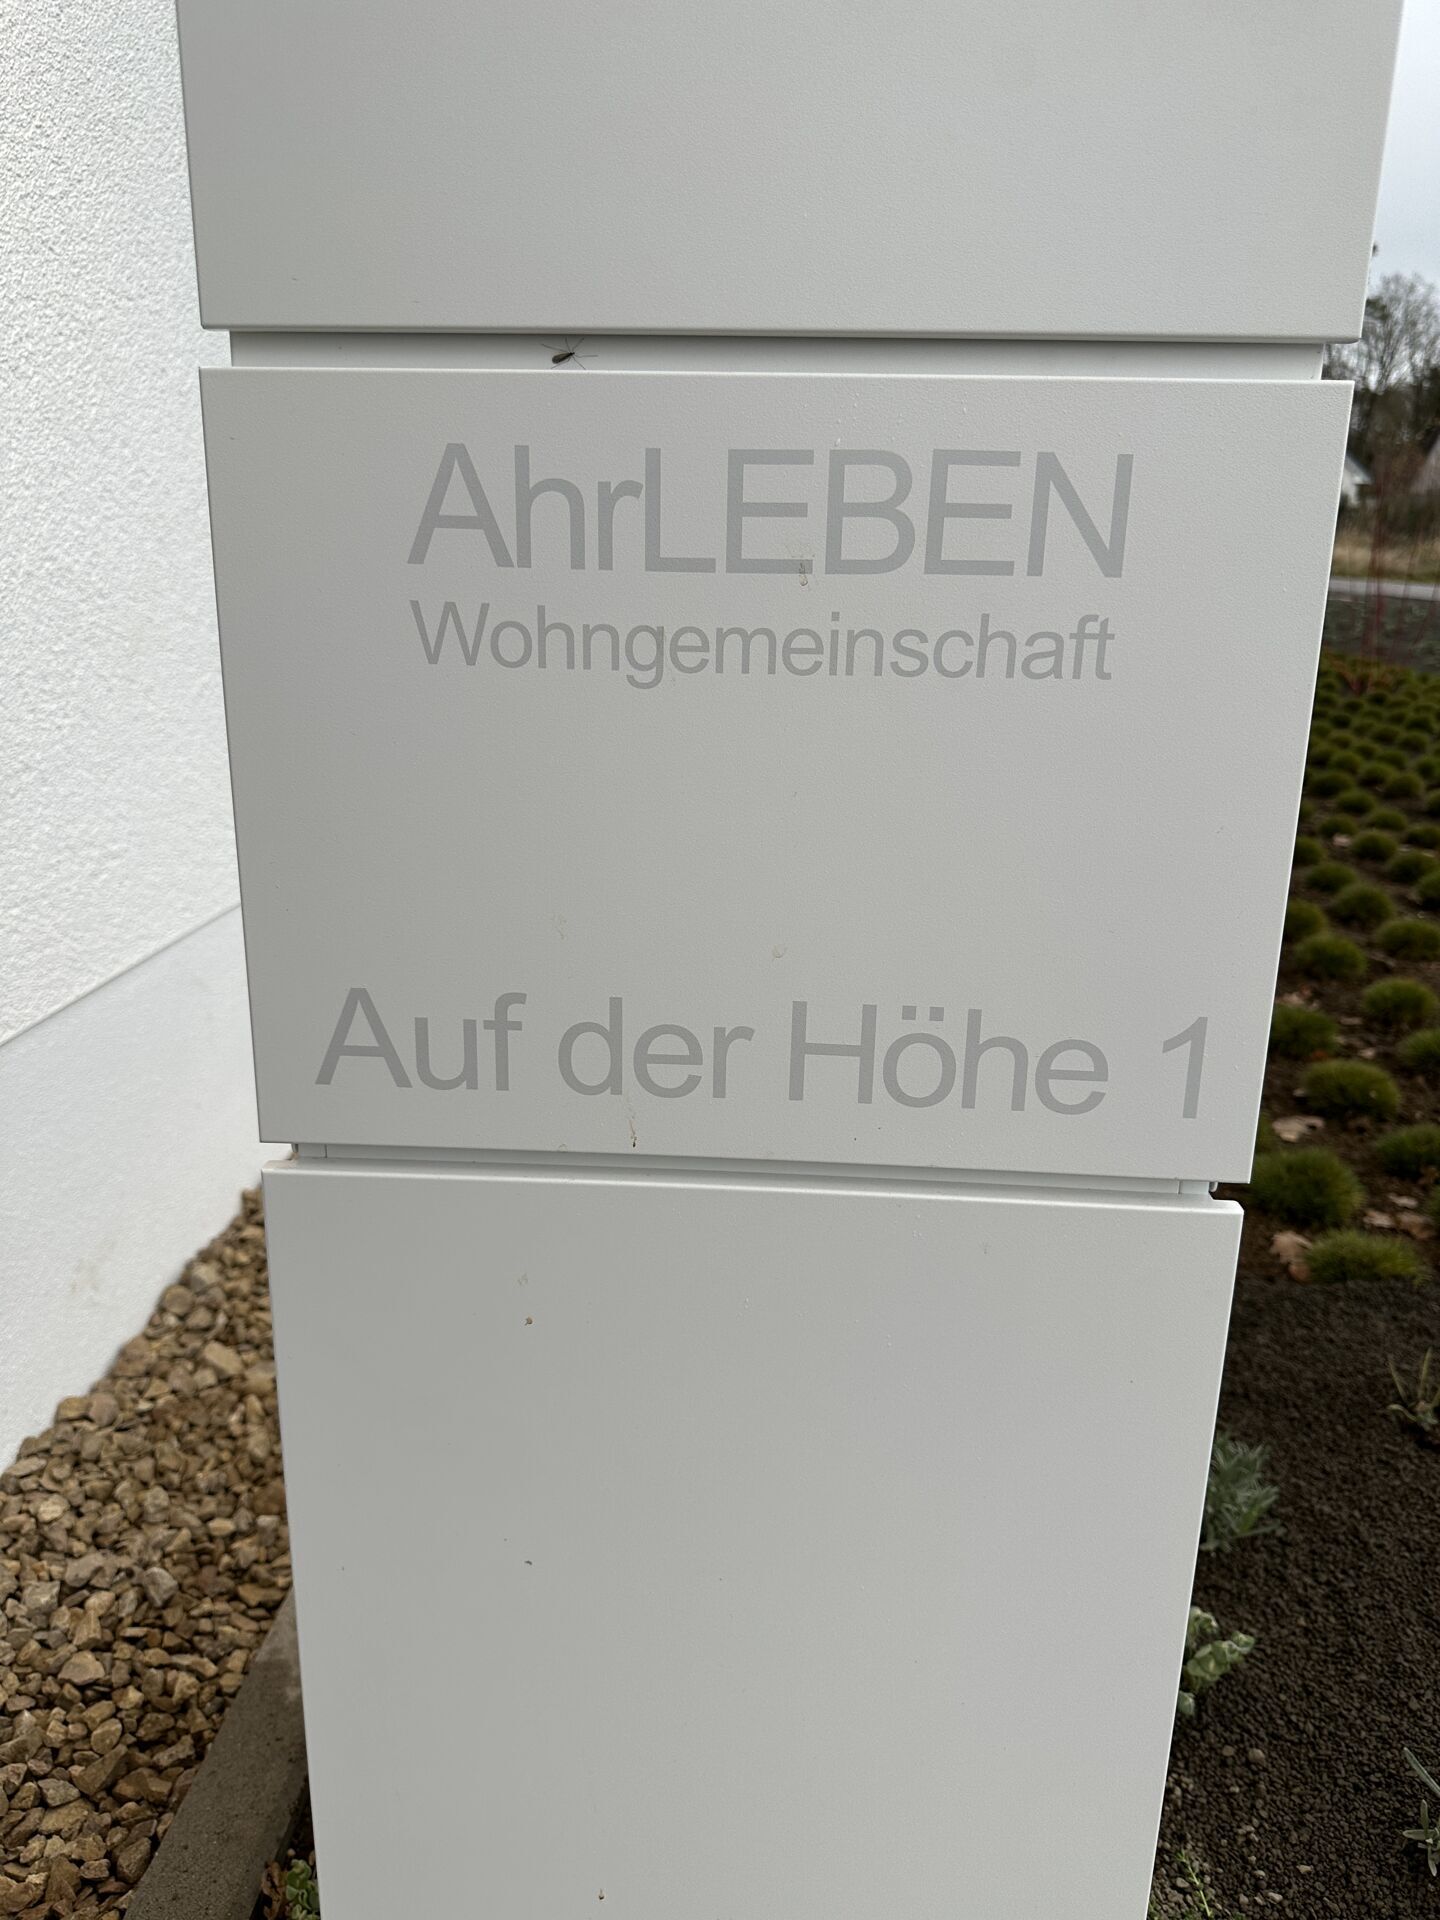 AhrLEBEN
Wohngemeinschaft
Auf der Höhe 1